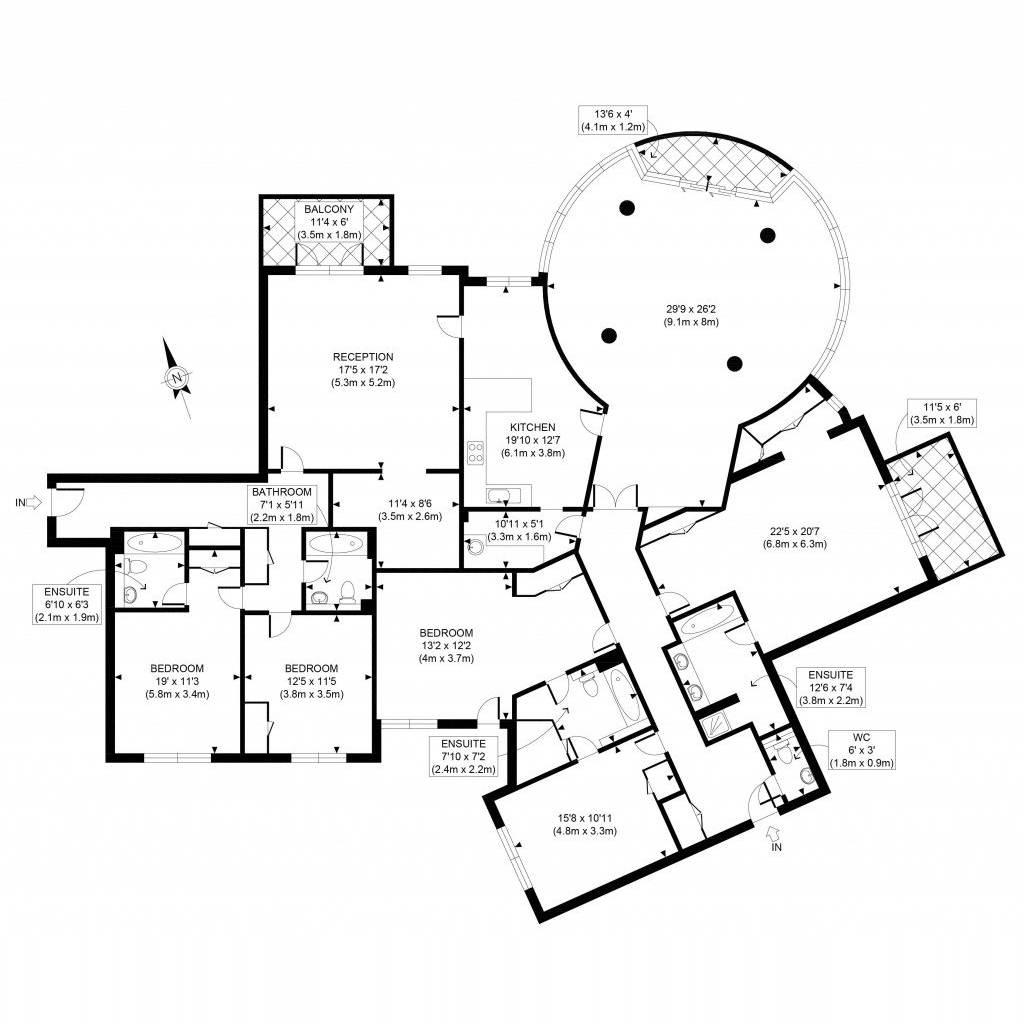 13'6 x 4'
(4.1m x 1.2m)
BALCONY
11'4 x 6'
(3.5m x 1.8m)
29'9 x 26'2
(9.1m x 8m)
RECEPTION
17'5 x 17'2
(5.3m x 5.2m)
N
11'5 x 6'
(3.5m x 1.8m)
KITCHEN
19'10 x 12'7
(6.1m x 3.8m)
IN
BATHROOM
7'1 x 5'11
(2.2m x 1.8m)
11'4 x 8'6
(3.5m x 2.6m)
10'11 x 5'1
(3.3m x 1.6m)
22'5 x 20'7
(6.8m x 6.3m)
ENSUITE
6'10 x 6'3
(2.1m x 1.9m)
BEDROOM
13'2 x 12'2
(4m x 3.7m)
BEDROOM
19' x 11'3
(5.8m x 3.4m)
BEDROOM
12'5 x 11'5
(3.8m x 3.5m)
ENSUITE
12'6 x 7'4
(3.8m x 2.2m)
ENSUITE
7'10 x 7'2
(2.4m x 2.2m)
WC
6' x 3'
(1.8m x 0.9m)
15'8 x 10'11
(4.8m x 3.3m)
IN